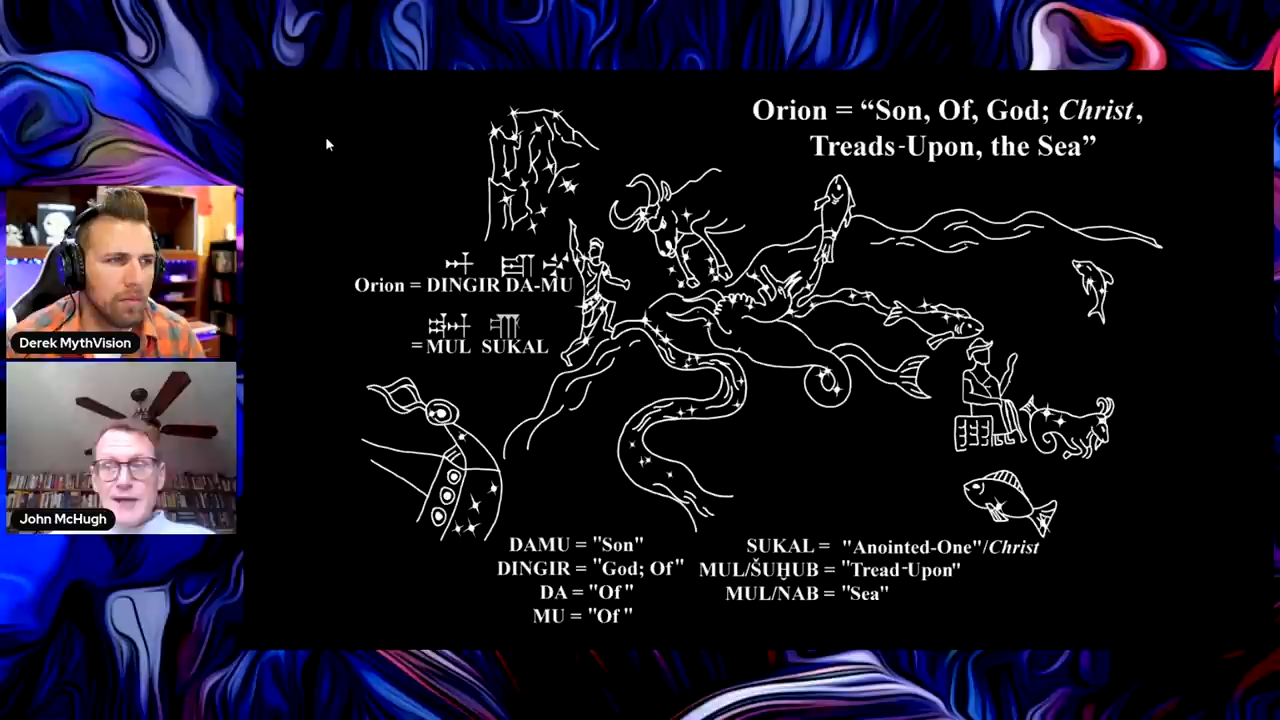 Orion = “Son, Of, God; Christ,
Treads-Upon, the Sea”
𒀭 𒁕 𒄷
Orion = DINGIR DA-MU
𒀯 𒈛
= MUL SUKAL
Derek MythVision
John McHugh
DAMU = "Son"
DINGIR = "God; Of"
DA = "Of"
MU = "Of"
SUKAL = "Anointed-One"/Christ
MUL/ŠUḪUB = "Tread-Upon"
MUL/NAB = "Sea"